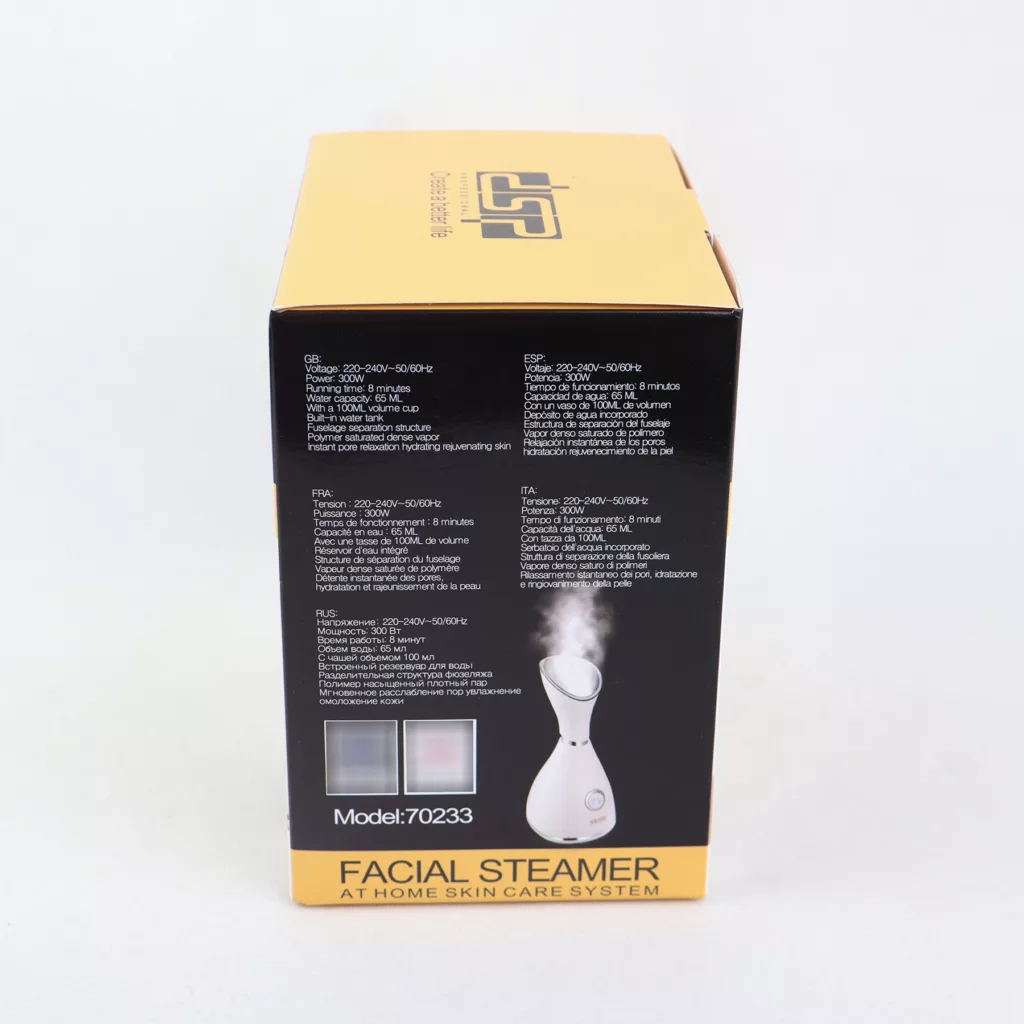 dsp
PROFESSIONAL
Create a better life
GB:
Voltage: 220-240V~50/60Hz
Power: 300W
Running time: 8 minutes
Water capacity: 65 ML
With a 100ML volume cup
Built-in water tank
Fuselage separation structure
Polymer saturated dense vapor
Instant pore relaxation hydrating rejuvenating skin
ESP:
Voltaje: 220-240V~50/60Hz
Potencia: 300W
Tiempo de funcionamiento: 8 minutos
Capacidad de agua: 65 ML
Con un vaso de 100ML de volumen
Depósito de agua incorporado
Estructura de separación del fuselaje
Vapor denso saturado de polímero
Relajación instantánea de los poros
hidratación rejuvenecimiento de la piel
FRA:
Tension : 220-240V~50/60Hz
Puissance : 300W
Temps de fonctionnement : 8 minutes
Capacité en eau : 65 ML
Avec une tasse de 100ML de volume
Réservoir d'eau intégré
Structure de séparation du fuselage
Vapeur dense saturée de polymère
Détente instantanée des pores,
hydratation et rajeunissement de la peau
ITA:
Tensione: 220-240V~50/60Hz
Potenza: 300W
Tempo di funzionamento: 8 minuti
Capacità dell'acqua: 65 ML
Con tazza da 100ML
Serbatoio dell'acqua incorporato
Struttura di separazione della fusoliera
Vapore denso saturo di polimeri
Rilassamento istantaneo dei pori, idratazione
e ringiovanimento della pelle
RUS:
Напряжение: 220-240V~50/60Hz
Мощность: 300 Вт
Время работы: 8 минут
Объем воды: 65 мл
С чашей объемом 100 мл
Встроенный резервуар для воды
Разделительная структура фюзеляжа
Полимер насыщенный плотный пар
Мгновенное расслабление пор увлажнение
омоложение кожи
Model:70233
FACIAL STEAMER
AT HOME SKIN CARE SYSTEM